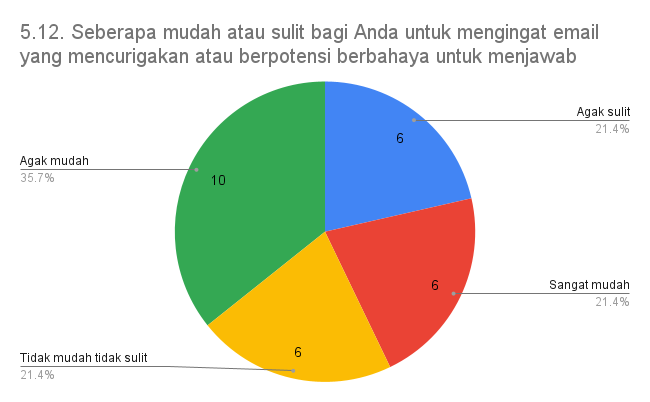 5.12. Seberapa mudah atau sulit bagi Anda untuk mengingat email
yang mencurigakan atau berpotensi berbahaya untuk menjawab
Agak sulit
21.4%
6
Agak mudah
35.7%
10
Sangat mudah
21.4%
6
Tidak mudah tidak sulit
21.4%
6